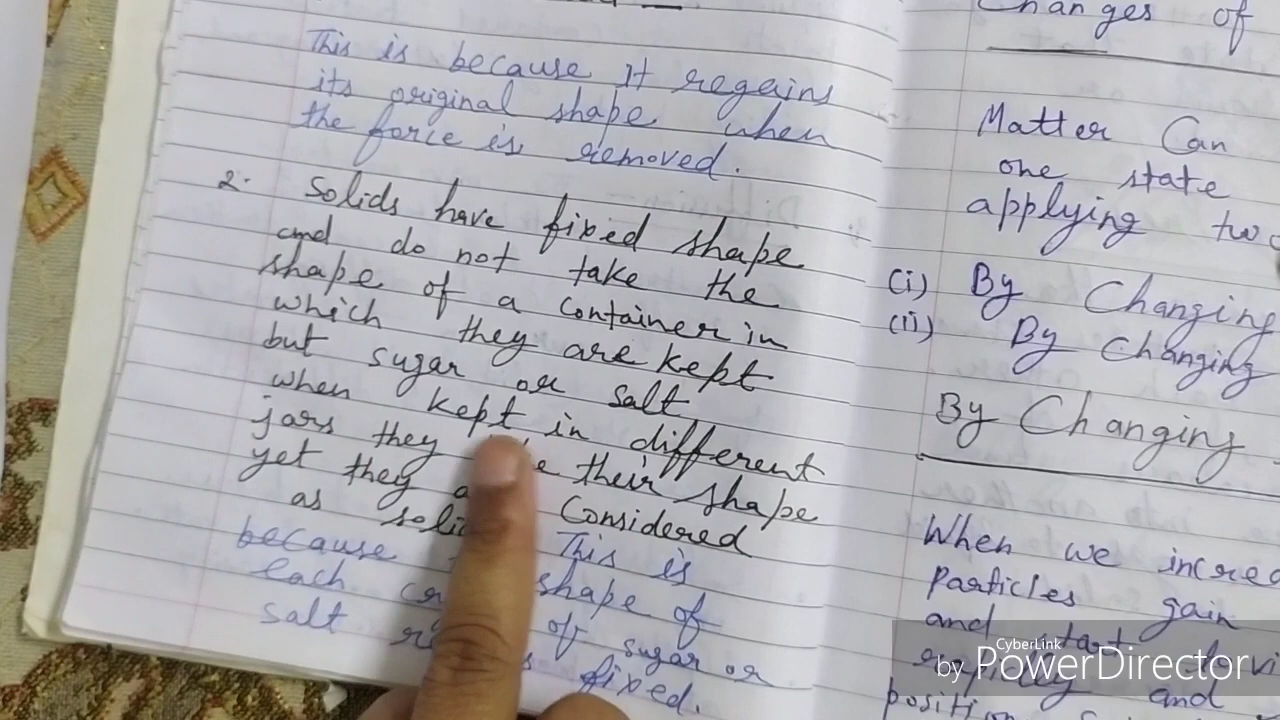 This is because it regains
its original shape when
the force is removed.
2. Solids have fixed shape
and do not take the
shape of a container in
which they are kept
but sugar or salt
when kept in different
jars they their shape
yet they Considered
as
because This is
each shape of
salt of sugar or
fixed.
Changes of
Matter Can
one state
applying two
(i) By Changing
(ii) By Changing
By Changing
When we
Particles gain
and start
rapidly and
CyberLink
by PowerDirector